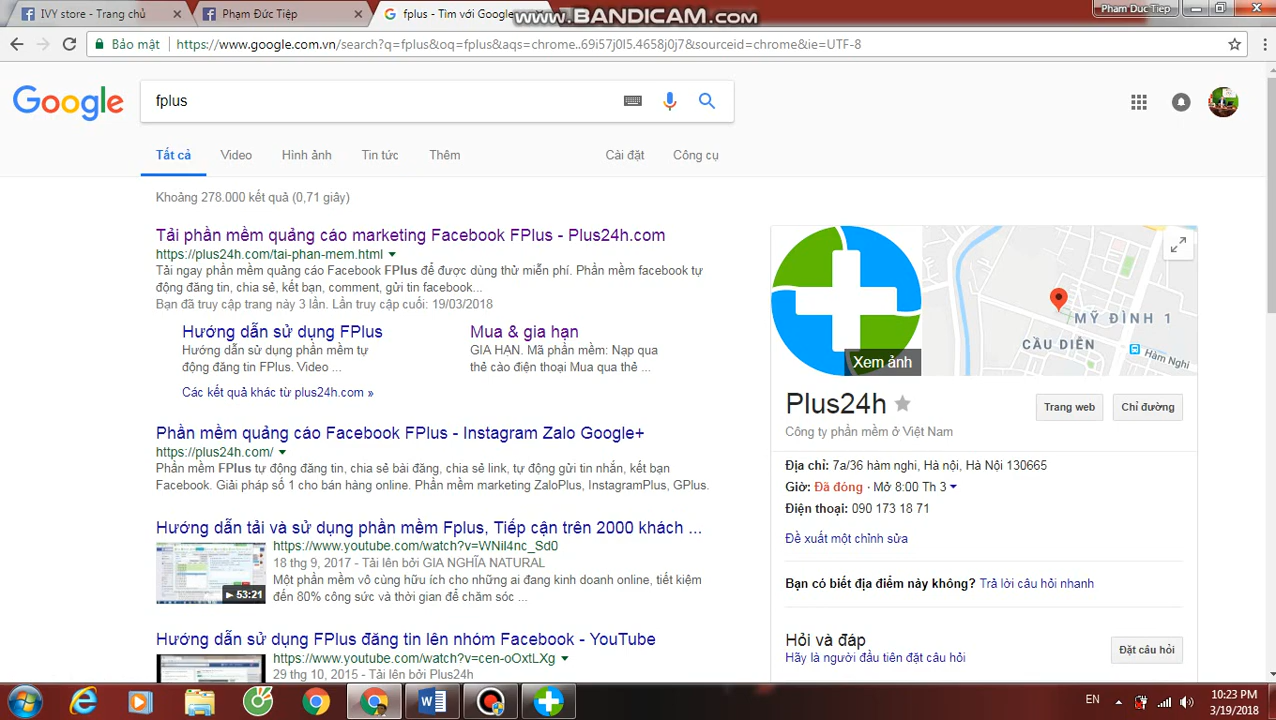 IVY store - Trang chủ
Phạm Đức Tiệp
fplus - Tìm với Google
www.BANDICAM.com
Pham Duc Tiep
Bảo mật
https://www.google.com.vn/search?q=fplus&oq=fplus&aqs=chrome..69i57j0l5.4658j0j7&sourceid=chrome&ie=UTF-8
Google
fplus
Tất cả
Video
Hình ảnh
Tin tức
Thêm
Cài đặt
Công cụ
Khoảng 278.000 kết quả (0,71 giây)
Tải phần mềm quảng cáo marketing Facebook FPlus - Plus24h.com
https://plus24h.com/tai-phan-mem.html
Tải ngay phần mềm quảng cáo Facebook FPlus để được dùng thử miễn phí. Phần mềm facebook tự
động đăng tin, chia sẻ, kết bạn, comment, gửi tin facebook...
Bạn đã truy cập trang này 3 lần. Lần truy cập cuối: 19/03/2018
Hướng dẫn sử dụng FPlus
Hướng dẫn sử dụng phần mềm tự
động đăng tin FPlus. Video ...
Mua & gia hạn
GIA HẠN. Mã phần mềm: Nạp qua
thẻ cào điện thoại Mua qua thẻ ...
Các kết quả khác từ plus24h.com »
Phần mềm quảng cáo Facebook FPlus - Instagram Zalo Google+
https://plus24h.com/
Phần mềm FPlus tự động đăng tin, chia sẻ bài đăng, chia sẻ link, tự động gửi tin nhắn, kết bạn
Facebook. Giải pháp số 1 cho bán hàng online. Phần mềm marketing ZaloPlus, InstagramPlus, GPlus.
Hướng dẫn tải và sử dụng phần mềm Fplus, Tiếp cận trên 2000 khách ...
https://www.youtube.com/watch?v=WNil4nc_Sd0
18 thg 9, 2017 - Tải lên bởi GIA NGHĨA NATURAL
Một phần mềm vô cùng hữu ích cho những ai đang kinh doanh online, tiết kiệm
đến 80% công sức và thời gian để chăm sóc ...
53:21
Hướng dẫn sử dụng FPlus đăng tin lên nhóm Facebook - YouTube
https://www.youtube.com/watch?v=cen-oOxtLXg
29 thg 10, 2015 - Tải lên bởi Plus24h
Xem ảnh
MỸ ĐÌNH 1
CẦU DIỄN
Hàm Nghi
Plus24h
Trang web
Chỉ đường
Công ty phần mềm ở Việt Nam
Địa chỉ: 7a/36 hàm nghi, Hà nội, Hà Nội 130665
Giờ: Đã đóng · Mở 8:00 Th 3
Điện thoại: 090 173 18 71
Đề xuất một chỉnh sửa
Bạn có biết địa điểm này không? Trả lời câu hỏi nhanh
Hỏi và đáp
Hãy là người đầu tiên đặt câu hỏi
Đặt câu hỏi
EN
10:23 PM
3/19/2018